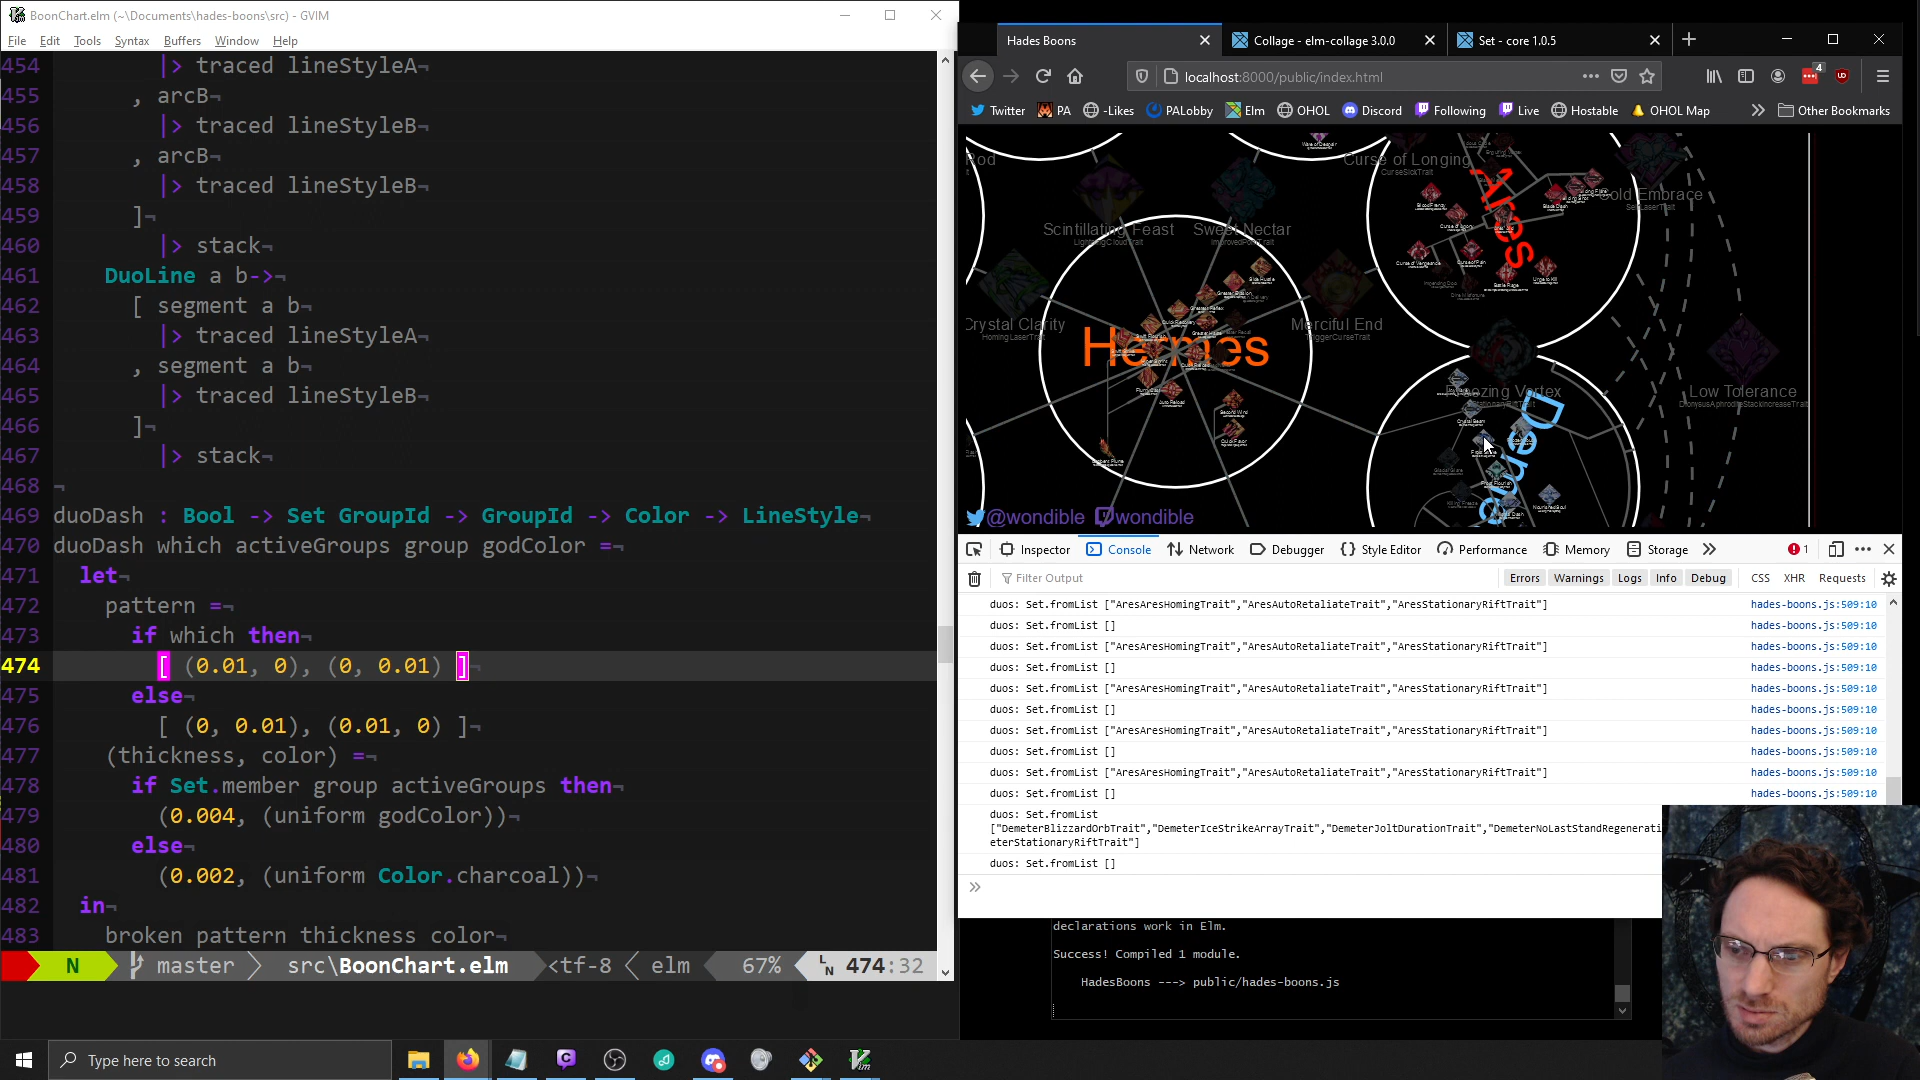 BoonChart.elm (~\Documents\hades-boons\src) - GVIM
File Edit Tools Syntax Buffers Window Help
454 |> traced lineStyleA¬
455 , arcB¬
456 |> traced lineStyleB¬
457 , arcB¬
458 |> traced lineStyleB¬
459 ]¬
460 |> stack¬
461 DuoLine a b->¬
462 [ segment a b¬
463 |> traced lineStyleA¬
464 , segment a b¬
465 |> traced lineStyleB¬
466 ]¬
467 |> stack¬
468 ¬
469 duoDash : Bool -> Set GroupId -> GroupId -> Color -> LineStyle¬
470 duoDash which activeGroups group godColor =¬
471 let¬
472 pattern =¬
473 if which then¬
474 [ (0.01, 0), (0, 0.01) ]¬
475 else¬
476 [ (0, 0.01), (0.01, 0) ]¬
477 (thickness, color) =¬
478 if Set.member group activeGroups then¬
479 (0.004, (uniform godColor))¬
480 else¬
481 (0.002, (uniform Color.charcoal))¬
482 in¬
483 broken pattern thickness color¬
N master src\BoonChart.elm <tf-8 elm 67% LN 474:32
Hades Boons
Collage - elm-collage 3.0.0
Set - core 1.0.5
localhost:8000/public/index.html
4
Twitter PA -Likes PALobby Elm OHOL Discord Following Live Hostable OHOL Map Other Bookmarks
Curse of Longing
CurseSickTrait
Cold Embrace
Ares
Scintillating Feast
LightningCloudTrait
Sweet Nectar
ImprovedPomTrait
Crystal Clarity
HomingLaserTrait
Hermes
Merciful End
TriggerCurseTrait
Freezing Vortex
StationaryRiftTrait
Low Tolerance
DionysusAphroditeStackIncreaseTrait
@wondible wondible
Inspector Console Network Debugger Style Editor Performance Memory Storage 1
Filter Output
Errors Warnings Logs Info Debug CSS XHR Requests
duos: Set.fromList ["AresAresHomingTrait","AresAutoRetaliateTrait","AresStationaryRiftTrait"] hades-boons.js:509:10
duos: Set.fromList [] hades-boons.js:509:10
duos: Set.fromList ["AresAresHomingTrait","AresAutoRetaliateTrait","AresStationaryRiftTrait"] hades-boons.js:509:10
duos: Set.fromList [] hades-boons.js:509:10
duos: Set.fromList ["AresAresHomingTrait","AresAutoRetaliateTrait","AresStationaryRiftTrait"] hades-boons.js:509:10
duos: Set.fromList [] hades-boons.js:509:10
duos: Set.fromList ["AresAresHomingTrait","AresAutoRetaliateTrait","AresStationaryRiftTrait"] hades-boons.js:509:10
duos: Set.fromList [] hades-boons.js:509:10
duos: Set.fromList ["AresAresHomingTrait","AresAutoRetaliateTrait","AresStationaryRiftTrait"] hades-boons.js:509:10
duos: Set.fromList [] hades-boons.js:509:10
duos: Set.fromList
["DemeterBlizzardOrbTrait","DemeterIceStrikeArrayTrait","DemeterJoltDurationTrait","DemeterNoLastStandRegenerati
eterStationaryRiftTrait"]
duos: Set.fromList []
declarations work in Elm.
Success! Compiled 1 module.
HadesBoons ---> public/hades-boons.js
Type here to search